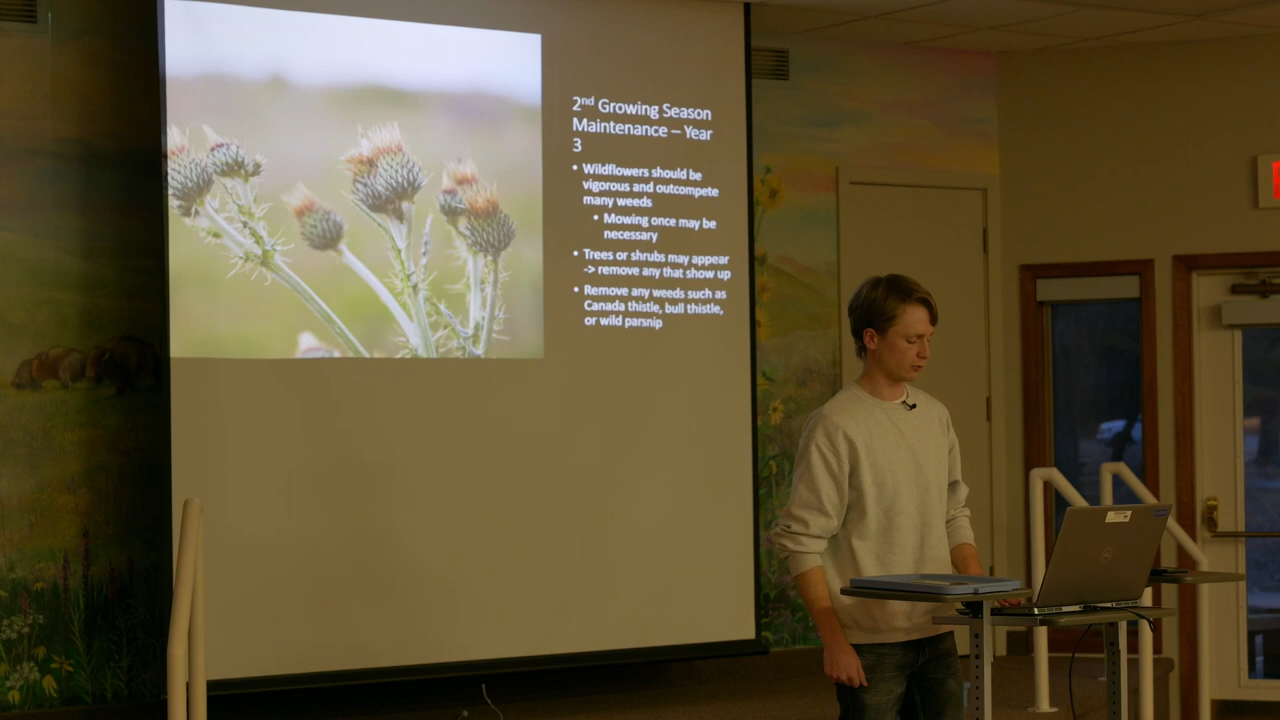 2nd Growing Season
Maintenance – Year
3
• Wildflowers should be
vigorous and outcompete
many weeds
• Mowing once may be
necessary
• Trees or shrubs may appear
-> remove any that show up
• Remove any weeds such as
Canada thistle, bull thistle,
or wild parsnip